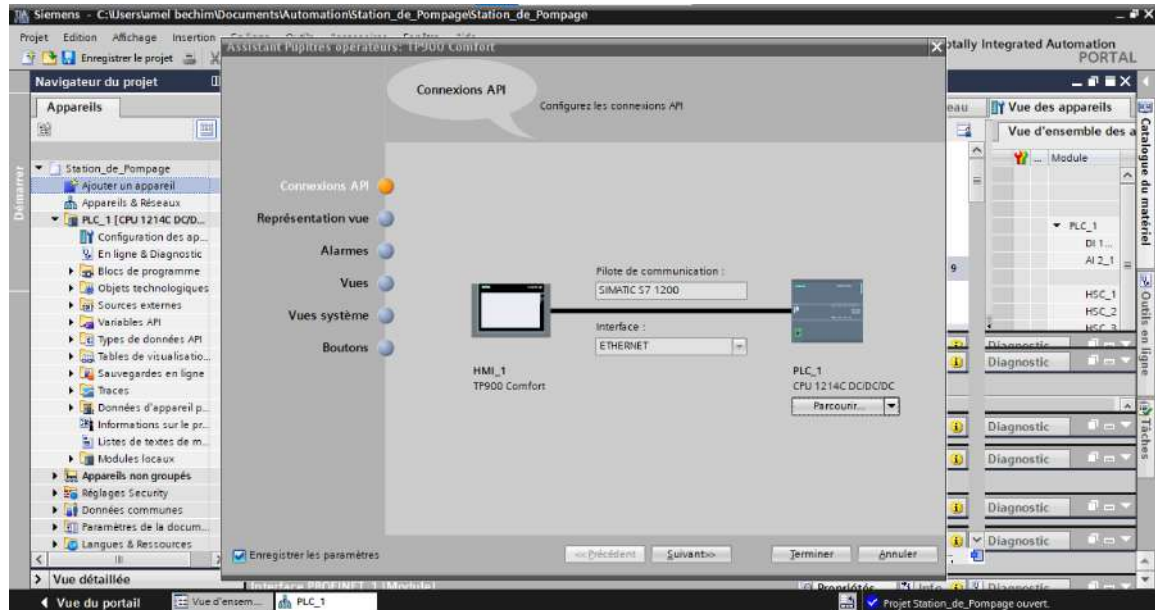 Siemens - C:\Users\amel bechim\Documents\Automation\Station_de_Pompage\Station_de_Pompage
Projet Edition Affichage Insertion
Enregistrer le projet
Totally Integrated Automation
PORTAL
Navigateur du projet
Appareils
Démarrer
Station_de_Pompage
Ajouter un appareil
Appareils & Réseaux
PLC_1 [CPU 1214C DC/D...
Configuration des ap...
En ligne & Diagnostic
Blocs de programme
Objets technologiques
Sources externes
Variables API
Types de données API
Tables de visualisatio...
Sauvegardes en ligne
Traces
Données d'appareil p...
Informations sur le pr...
Listes de textes de m...
Modules locaux
Appareils non groupés
Réglages Security
Données communes
Paramètres de la docum...
Langues & Ressources
Vue détaillée
Assistant Pupitres opérateurs: TP900 Comfort
Connexions API
Configurez les connexions API
Connexions API
Représentation vue
Alarmes
Vues
Vues système
Boutons
Pilote de communication :
SIMATIC S7 1200
Interface :
ETHERNET
HMI_1
TP900 Comfort
PLC_1
CPU 1214C DC/DC/DC
Parcourir...
Enregistrer les paramètres
<<Précédent
Suivant>>
Terminer
Annuler
eau
Vue des appareils
Vue d'ensemble des a
... Module
PLC_1
DI 1...
AI 2_1
9
HSC_1
HSC_2
HSC_3
Diagnostic
Diagnostic
Diagnostic
Diagnostic
Diagnostic
Diagnostic
Catalogue du matériel
Outils en ligne
Tâches
Interface PROFINET_1 [Module]
Propriétés
Info
Diagnostic
Vue du portail
Vue d'ensem...
PLC_1
Projet Station_de_Pompage ouvert.